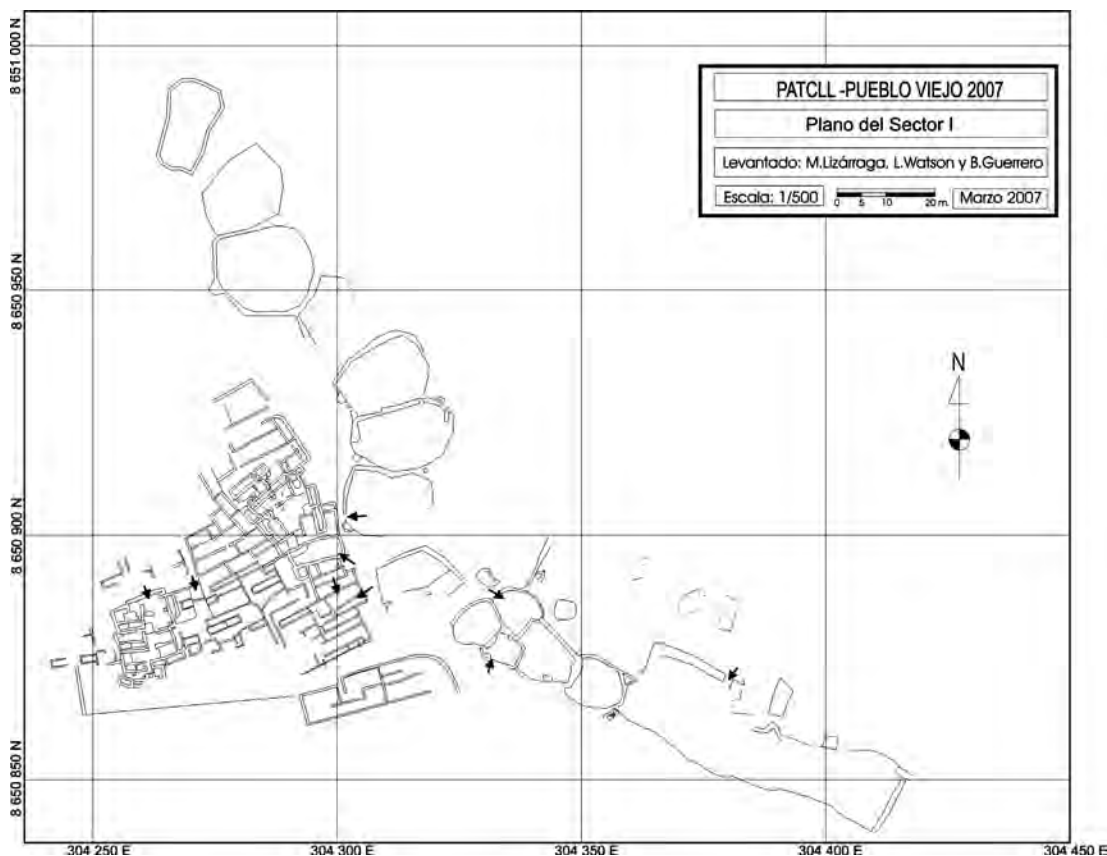 8 651 000 N
8 650 950 N
8 650 900 N
8 650 850 N
PATCLL -PUEBLO VIEJO 2007
Plano del Sector I
Levantado: M.Lizárraga, L.Watson y B.Guerrero
Escala: 1/500 0 5 10 20 m. Marzo 2007
N
304 250 E 304 300 E 304 350 E 304 400 E 304 450 E